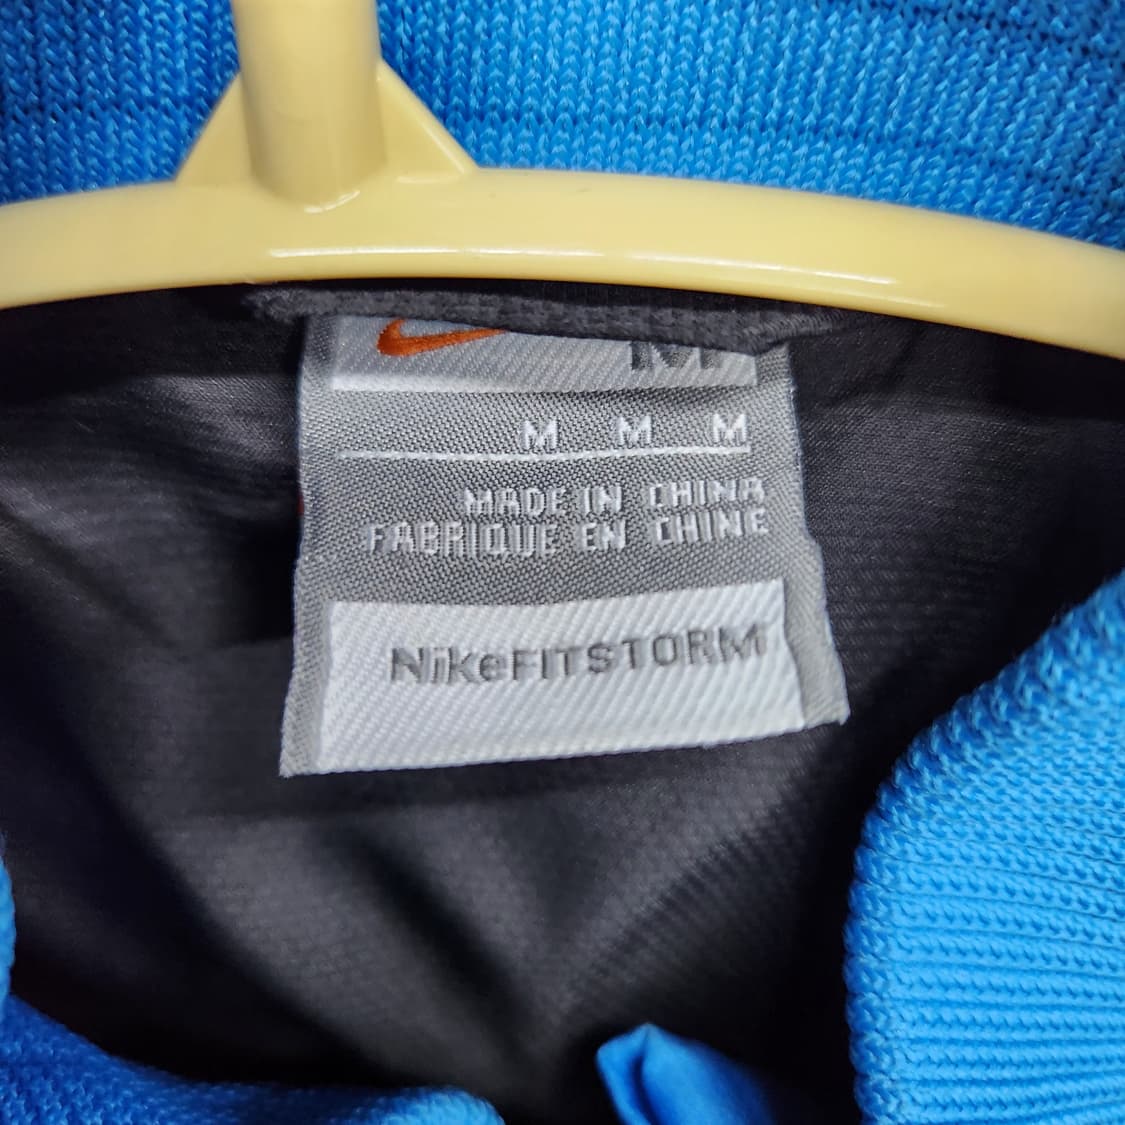 M
M M M
MADE IN CHINA
FABRIQUE EN CHINE
NikeFITSTORM